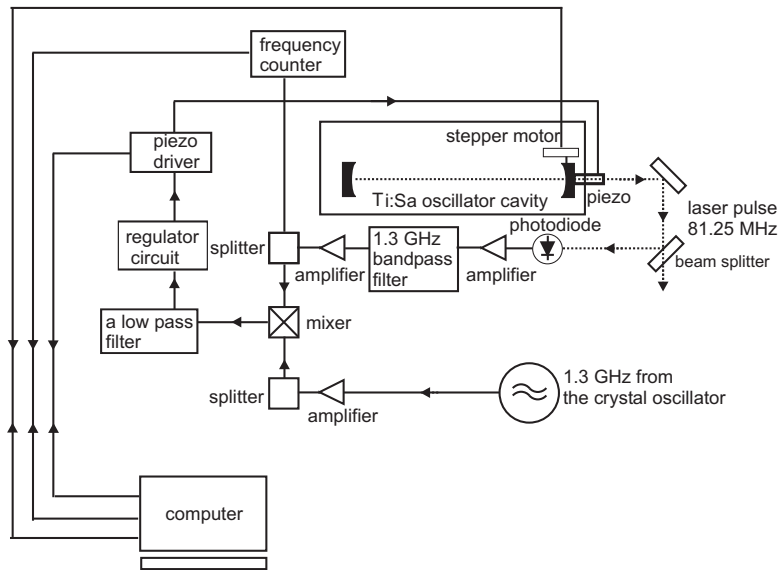 frequency
counter
stepper motor
piezo
driver
Ti:Sa oscillator cavity
piezo
laser pulse
81.25 MHz
photodiode
regulator
circuit
splitter
1.3 GHz
bandpass
filter
amplifier
amplifier
beam splitter
a low pass
filter
mixer
1.3 GHz from
the crystal oscillator
splitter
amplifier
computer